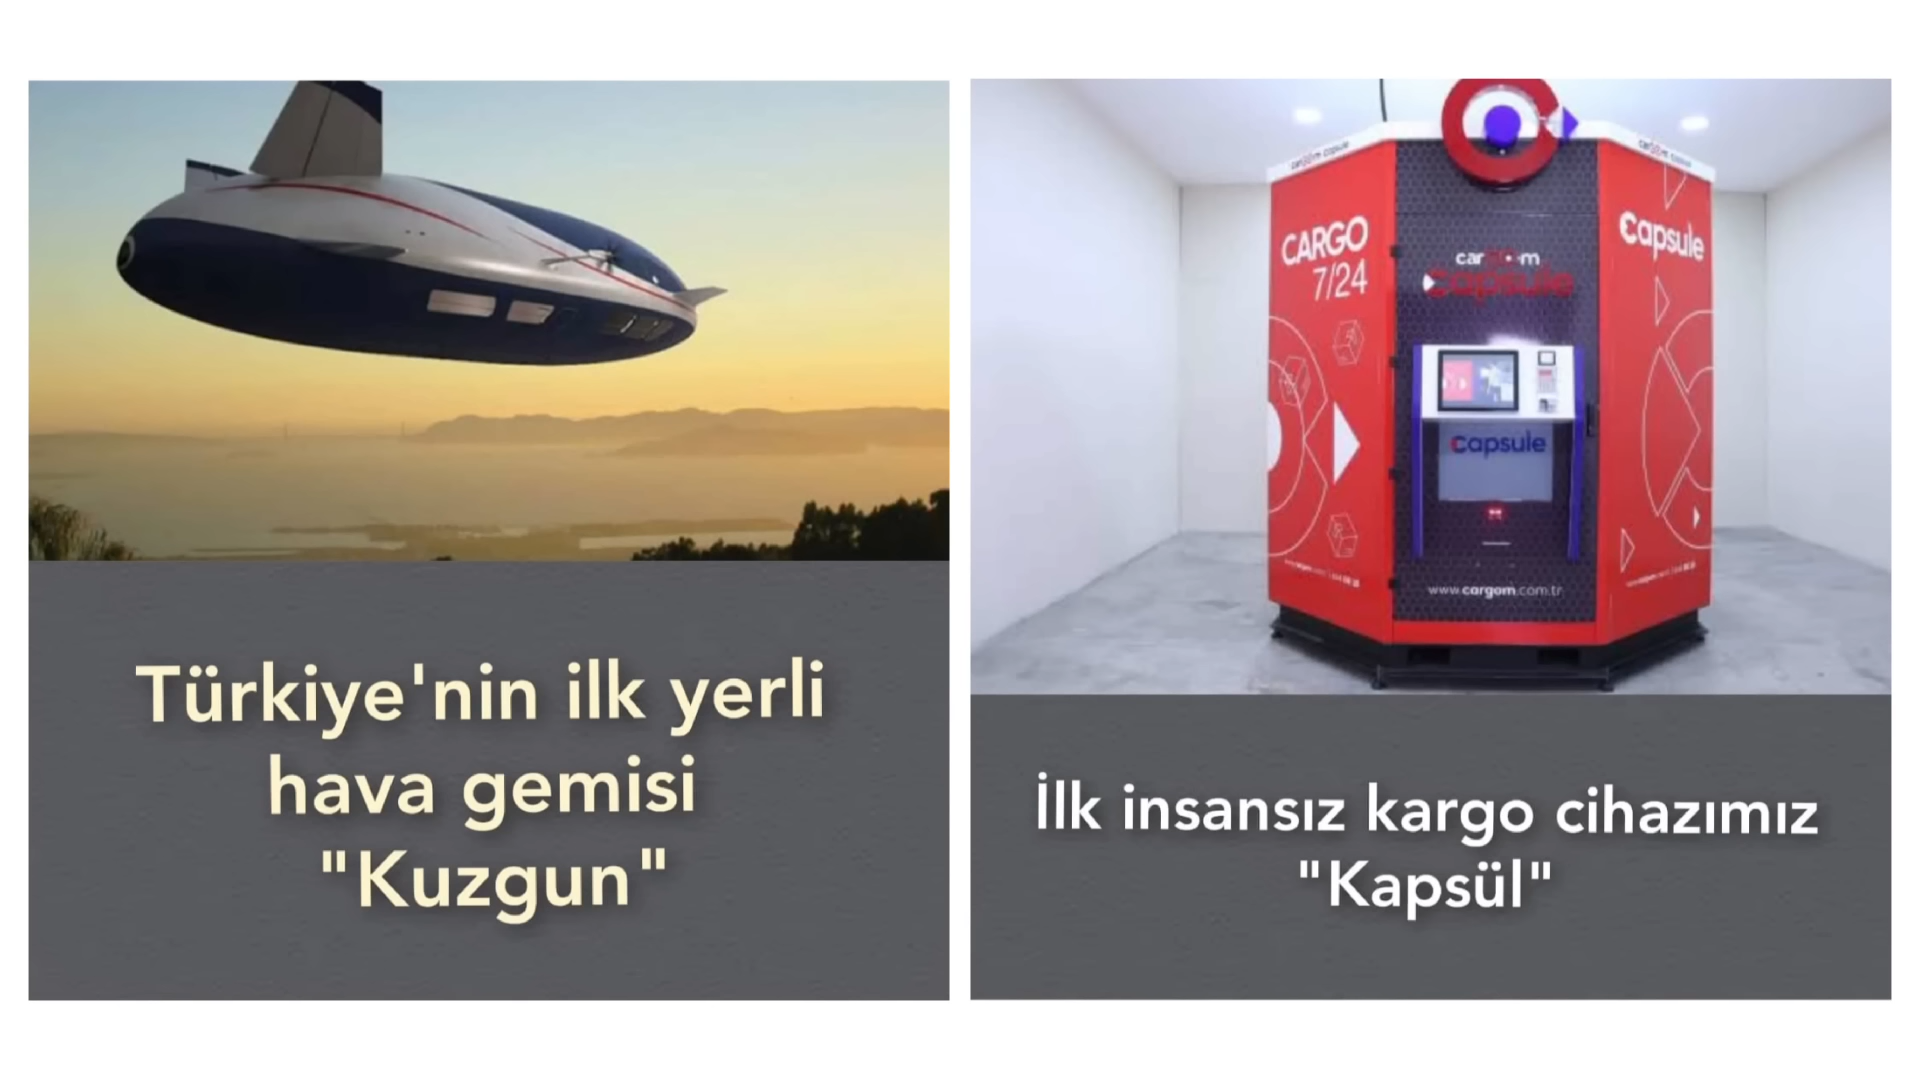 Türkiye'nin ilk yerli
hava gemisi
"Kuzgun"
CARGO
7/24
cargom
capsule
capsule
www.cargom.com.tr
Capsule
İlk insansız kargo cihazımız
"Kapsül"